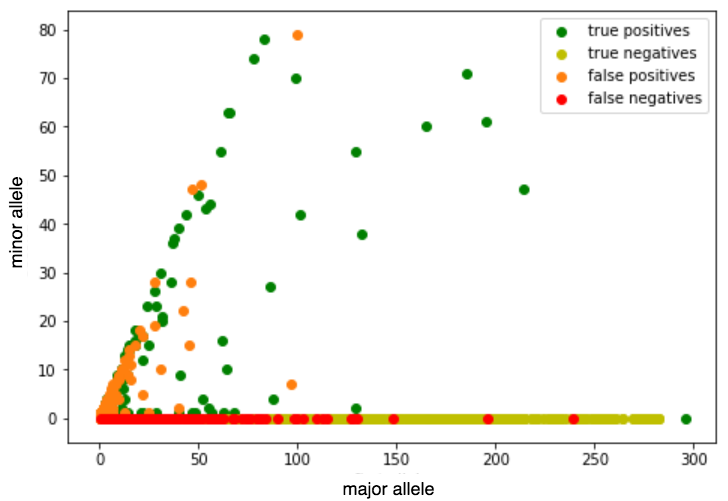 80
70
60
50
40
30
20
10
0
minor allele
0 50 100 150 200 250 300
major allele
true positives
true negatives
false positives
false negatives